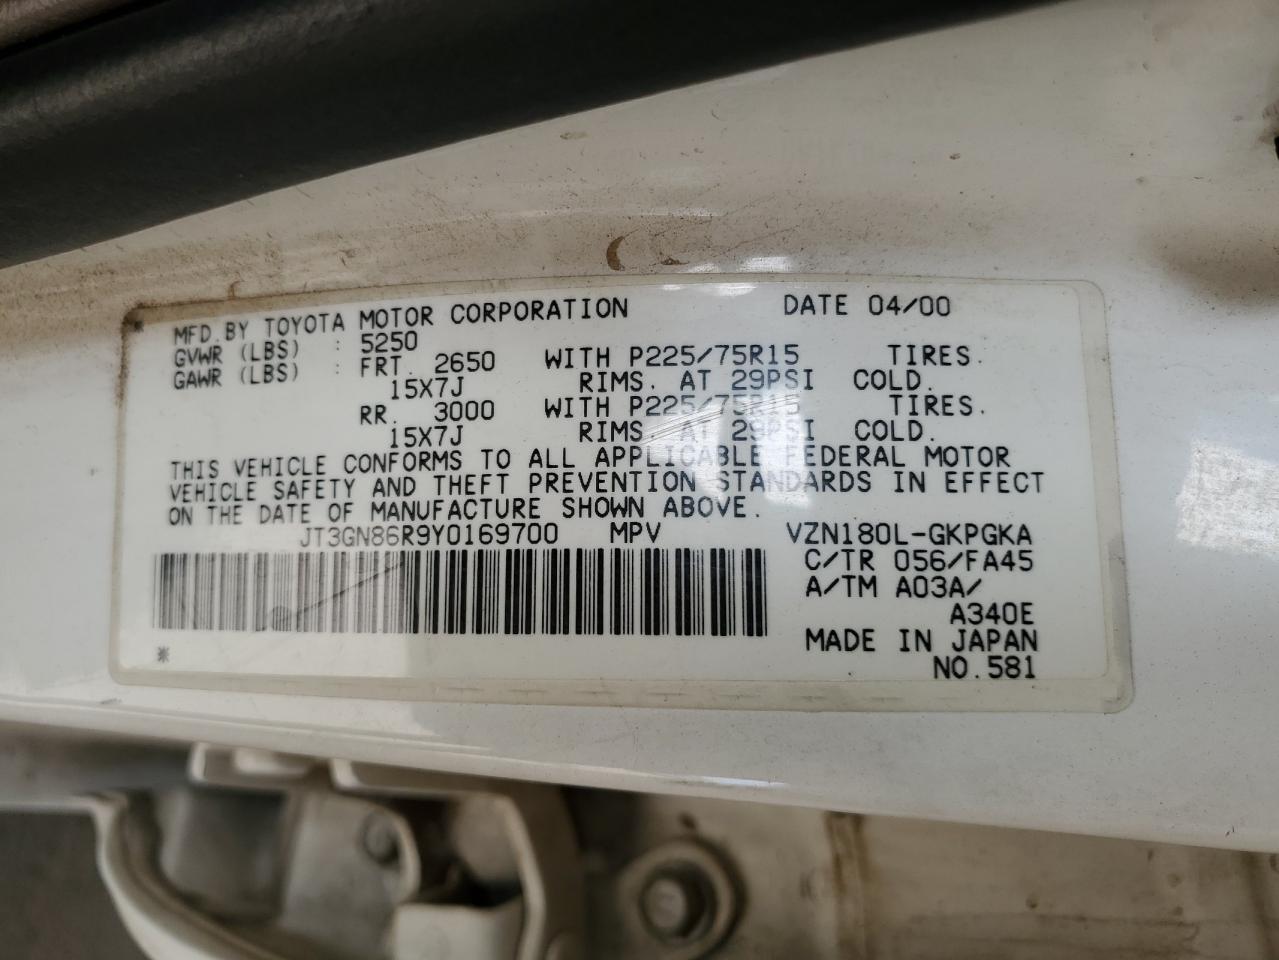 MFD.BY TOYOTA MOTOR CORPORATION DATE 04/00
GVWR (LBS) : 5250
GAWR (LBS) : FRT. 2650 WITH P225/75R15 TIRES.
15X7J RIMS. AT 29PSI COLD.
RR. 3000 WITH P225/75R15 TIRES.
15X7J RIMS. AT 29PSI COLD.
THIS VEHICLE CONFORMS TO ALL APPLICABLE FEDERAL MOTOR
VEHICLE SAFETY AND THEFT PREVENTION STANDARDS IN EFFECT
ON THE DATE OF MANUFACTURE SHOWN ABOVE.
JT3GN86R9Y0169700 MPV VZN180L-GKPGKA
C/TR 056/FA45
A/TM A03A/
A340E
MADE IN JAPAN
NO.581